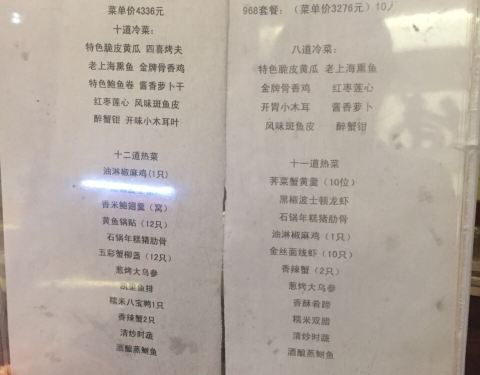 菜单价4336元
十道冷菜：
特色脆皮黄瓜 四喜烤夫
老上海熏鱼 金牌骨香鸡
特色鲍鱼卷 酱香萝卜干
红枣莲心 风味斑鱼皮
醉蟹钳 开味小木耳叶
十二道热菜
油淋椒麻鸡(1只)
香米鲍翅羹（窝）
黄鱼锅贴（12只）
石锅年糕猪肋骨
五彩蟹柳盏（12只）
葱烤大乌参
鱼排
糯米八宝鸭1只
香辣蟹2只
清炒时蔬
酒酿蒸鲥鱼
968套餐：（菜单价3276元）10
八道冷菜：
特色脆皮黄瓜 老上海熏鱼
金牌骨香鸡 红枣莲心
开胃小木耳 酱香萝卜
风味斑鱼皮 醉蟹钳
十一道热菜
荠菜蟹黄羹（10位）
黑椒波士顿龙虾
石锅年糕猪肋骨
油淋椒麻鸡（1只）
金丝面线虾（10只）
香辣蟹（2只）
葱烤大乌参
香酥肴蹄
糯米双腊
清炒时蔬
酒酿蒸鲥鱼